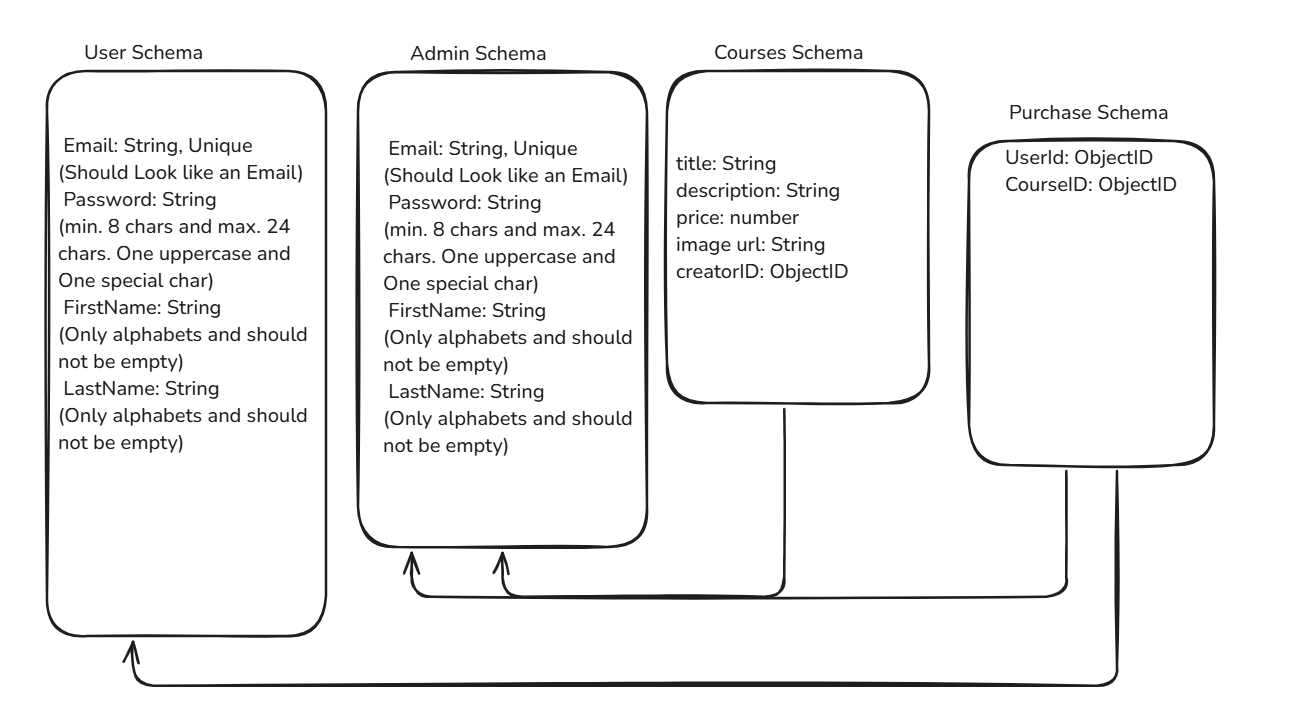 User Schema
Email: String, Unique
(Should Look like an Email)
Password: String
(min. 8 chars and max. 24
chars. One uppercase and
One special char)
FirstName: String
(Only alphabets and should
not be empty)
LastName: String
(Only alphabets and should
not be empty)
Admin Schema
Email: String, Unique
(Should Look like an Email)
Password: String
(min. 8 chars and max. 24
chars. One uppercase and
One special char)
FirstName: String
(Only alphabets and should
not be empty)
LastName: String
(Only alphabets and should
not be empty)
Courses Schema
title: String
description: String
price: number
image url: String
creatorID: ObjectID
Purchase Schema
UserId: ObjectID
CourseID: ObjectID